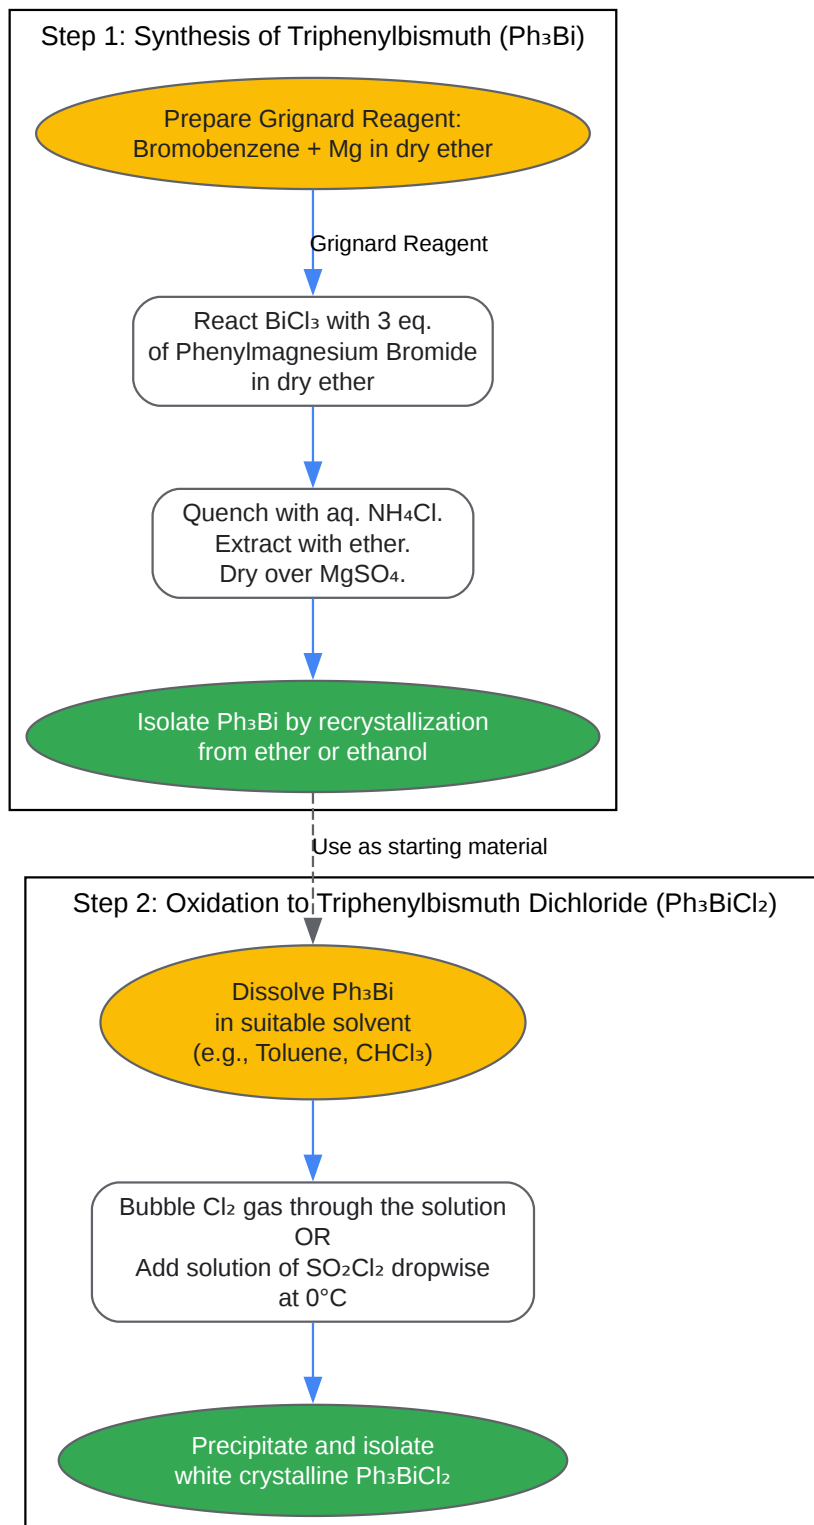 Step 1: Synthesis of Triphenylbismuth (Ph₃Bi)
Prepare Grignard Reagent:
Bromobenzene + Mg in dry ether
Grignard Reagent
React BiCl₃ with 3 eq.
of Phenylmagnesium Bromide
in dry ether
Quench with aq. NH₄Cl.
Extract with ether.
Dry over MgSO₄.
Isolate Ph₃Bi by recrystallization
from ether or ethanol
Use as starting material
Step 2: Oxidation to Triphenylbismuth Dichloride (Ph₃BiCl₂)
Dissolve Ph₃Bi
in suitable solvent
(e.g., Toluene, CHCl₃)
Bubble Cl₂ gas through the solution
OR
Add solution of SO₂Cl₂ dropwise
at 0°C
Precipitate and isolate
white crystalline Ph₃BiCl₂